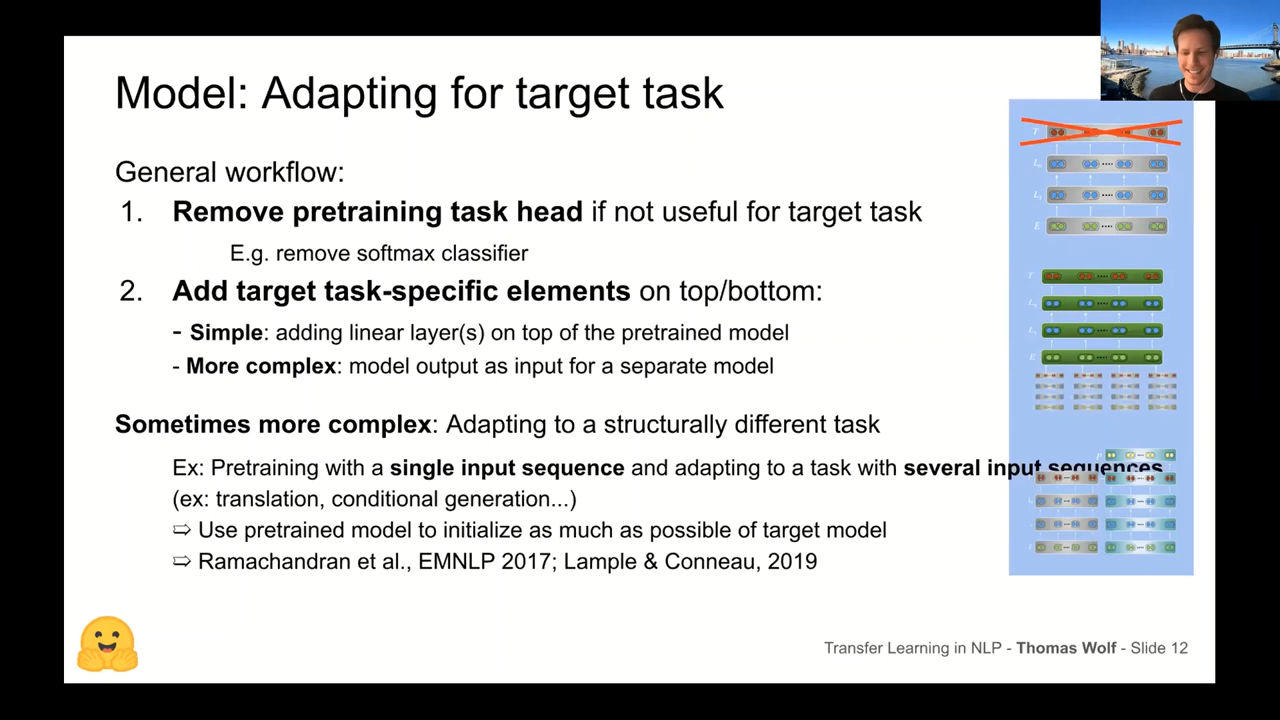 Model: Adapting for target task
General workflow:
1. Remove pretraining task head if not useful for target task
E.g. remove softmax classifier
2. Add target task-specific elements on top/bottom:
- Simple: adding linear layer(s) on top of the pretrained model
- More complex: model output as input for a separate model
Sometimes more complex: Adapting to a structurally different task
Ex: Pretraining with a single input sequence and adapting to a task with several input sequences
(ex: translation, conditional generation...)
⇨ Use pretrained model to initialize as much as possible of target model
⇨ Ramachandran et al., EMNLP 2017; Lample & Conneau, 2019
Transfer Learning in NLP - Thomas Wolf - Slide 12